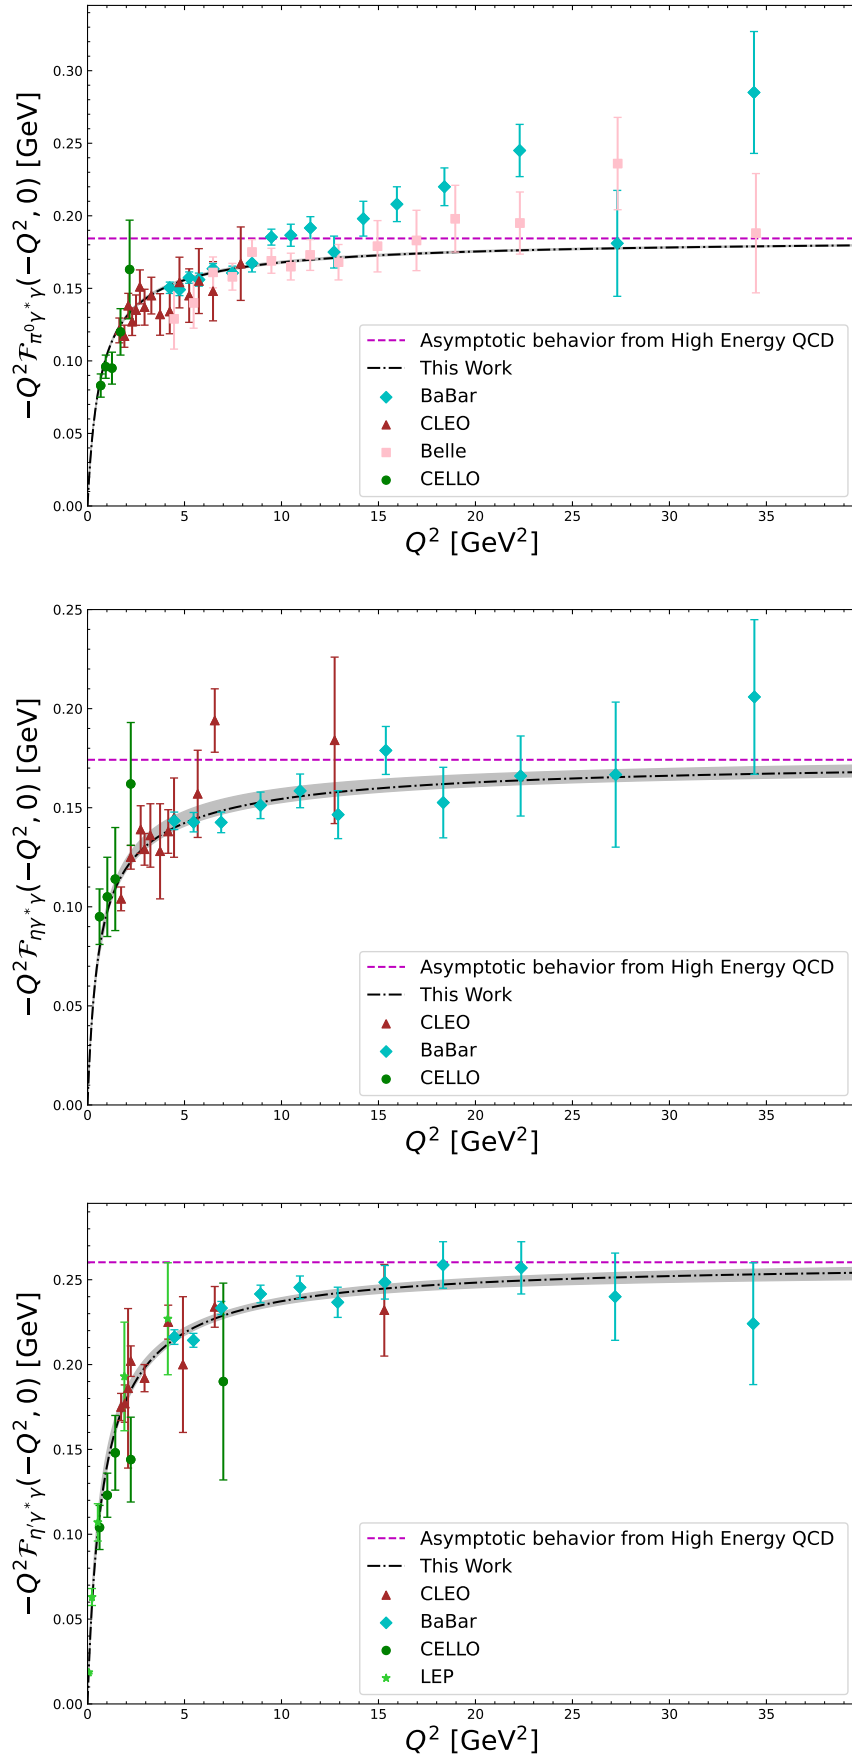 −Q²ℱπ⁰γ*γ(−Q², 0) [GeV]
0.30
0.25
0.20
0.15
0.10
0.05
0.00
Asymptotic behavior from High Energy QCD
This Work
BaBar
CLEO
Belle
CELLO
0 5 10 15 20 25 30 35
Q² [GeV²]
−Q²ℱηγ*γ(−Q², 0) [GeV]
0.25
0.20
0.15
0.10
0.05
0.00
Asymptotic behavior from High Energy QCD
This Work
CLEO
BaBar
CELLO
0 5 10 15 20 25 30 35
Q² [GeV²]
−Q²ℱη′γ*γ(−Q², 0) [GeV]
0.25
0.20
0.15
0.10
0.05
0.00
Asymptotic behavior from High Energy QCD
This Work
CLEO
BaBar
CELLO
LEP
0 5 10 15 20 25 30 35
Q² [GeV²]